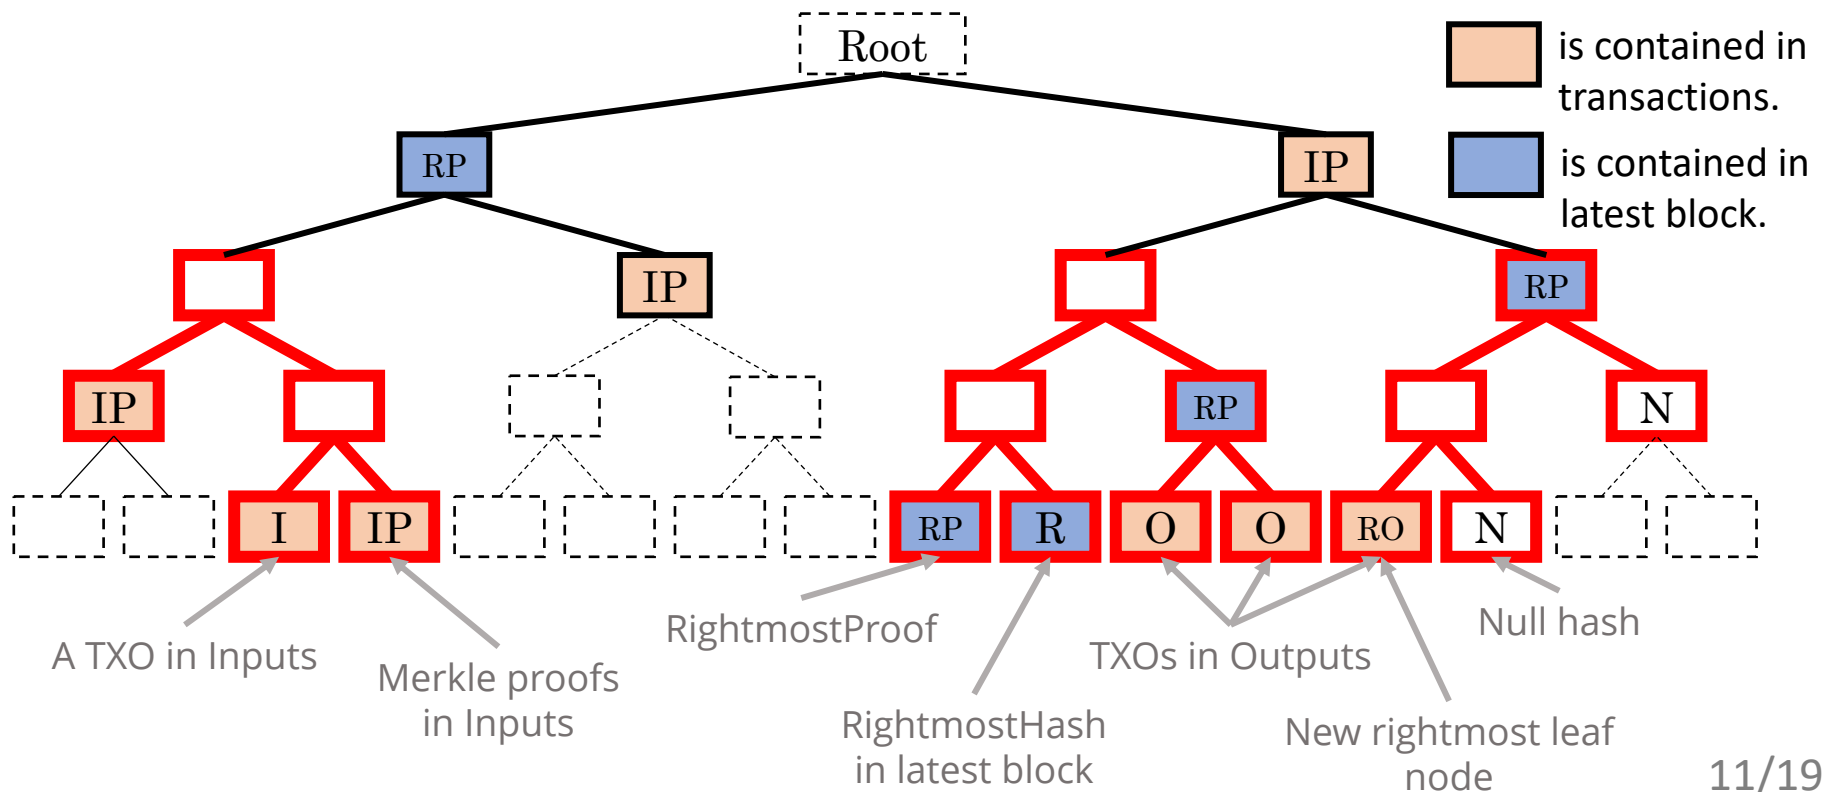 Root
is contained in
transactions.
RP
IP
is contained in
latest block.
IP
RP
IP
RP
N
I
IP
RP
R
O
O
RO
N
A TXO in Inputs
Merkle proofs
in Inputs
RightmostProof
RightmostHash
in latest block
TXOs in Outputs
New rightmost leaf
node
Null hash
11/19